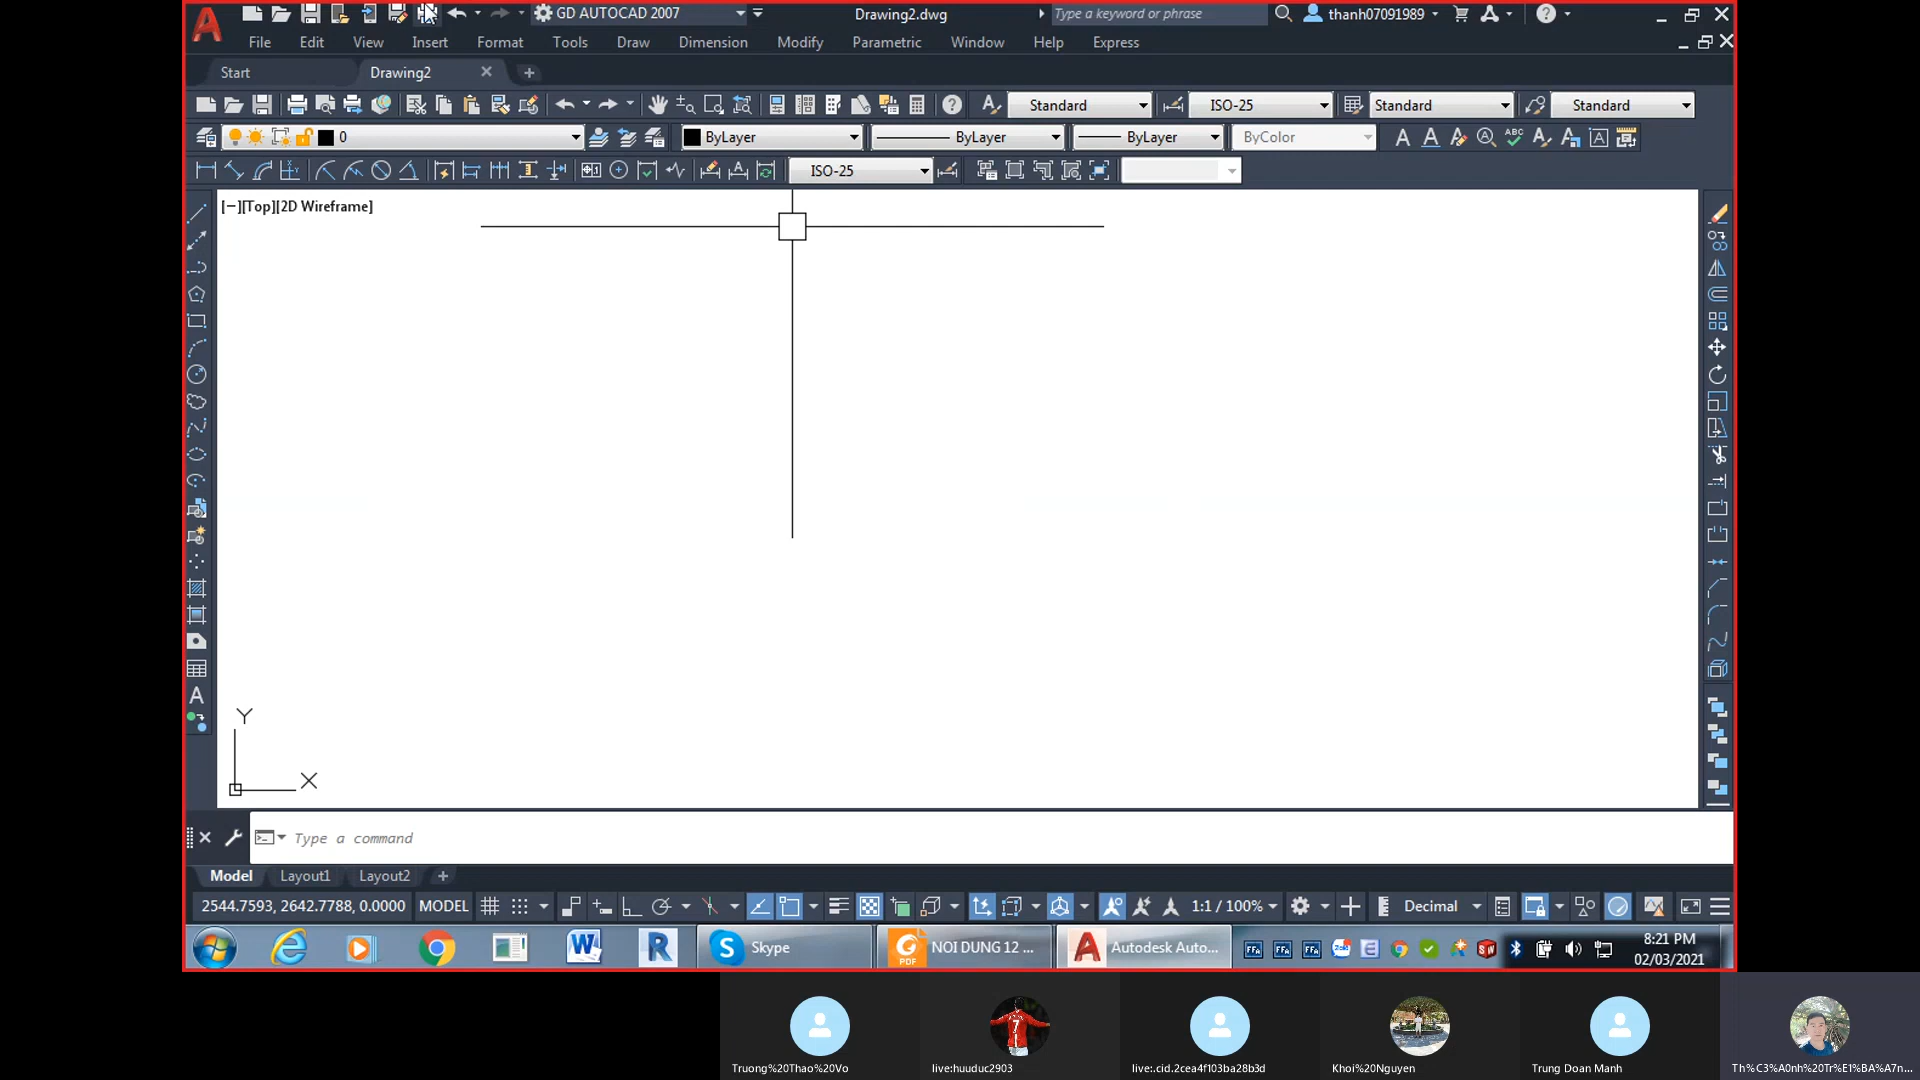 GD AUTOCAD 2007
Drawing2.dwg
Type a keyword or phrase
thanh07091989
File Edit View Insert Format Tools Draw Dimension Modify Parametric Window Help Express
Start
Drawing2
Standard
ISO-25
Standard
Standard
0
ByLayer
ByLayer
ByLayer
ByColor
ISO-25
[−][Top][2D Wireframe]
Y
X
Type a command
Model Layout1 Layout2
2544.7593, 2642.7788, 0.0000 MODEL 1:1 / 100% Decimal
Skype
NOI DUNG 12 ...
Autodesk Auto...
8:21 PM
02/03/2021
Truong%20Thao%20Vo
live:huuduc2903
live:.cid.2cea4f103ba28b3d
Khoi%20Nguyen
Trung Doan Manh
Th%C3%A0nh%20Tr%E1%BA%A7n...